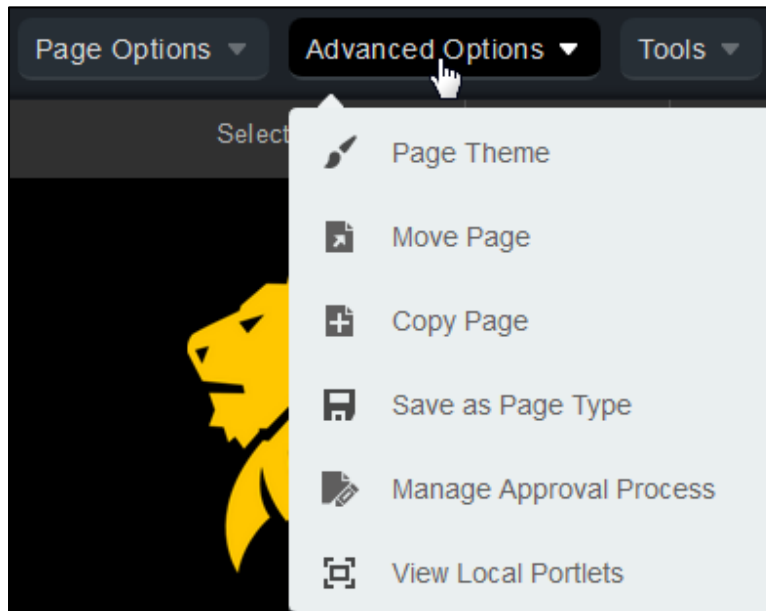 Page Options
Advanced Options
Tools
Select
Page Theme
Move Page
Copy Page
Save as Page Type
Manage Approval Process
View Local Portlets